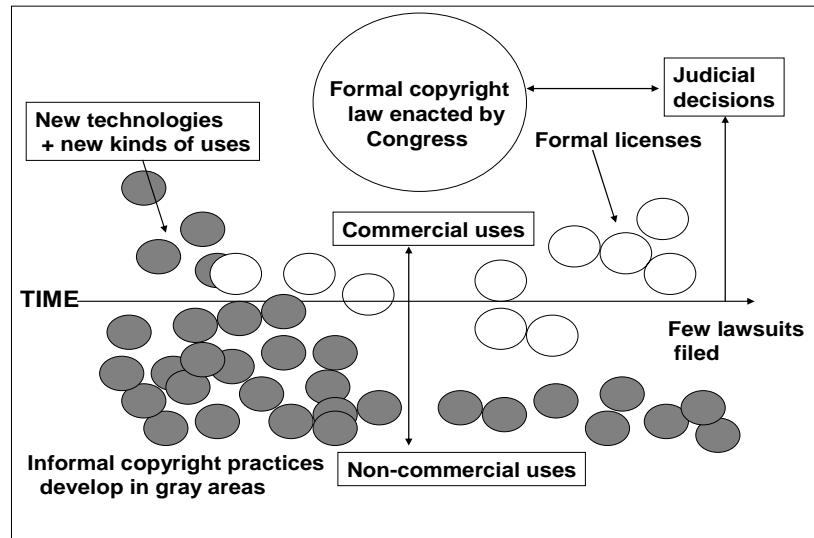 Formal copyright
law enacted by
Congress
Judicial
decisions
New technologies
+ new kinds of uses
Formal licenses
Commercial uses
TIME
Few lawsuits
filed
Informal copyright practices
develop in gray areas
Non-commercial uses